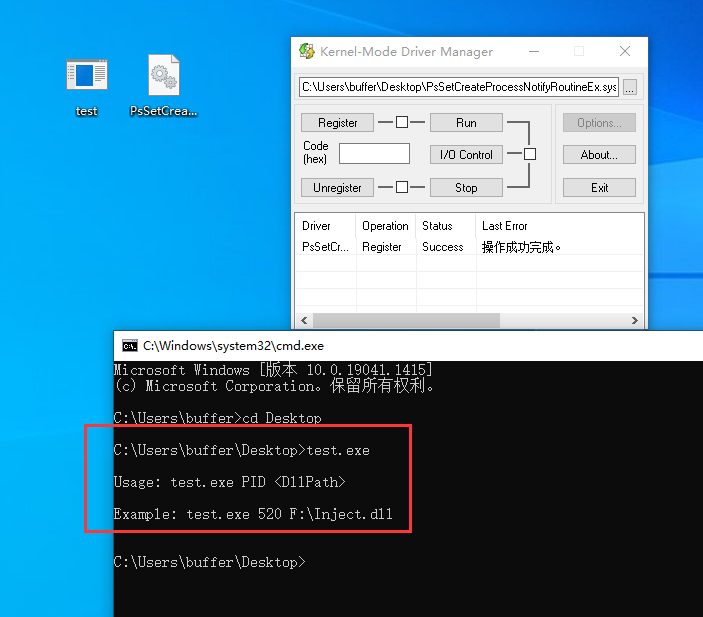 test
PsSetCrea...
Kernel-Mode Driver Manager
C:\Users\buffer\Desktop\PsSetCreateProcessNotifyRoutineEx.sys
...
Register
Run
Options...
Code
(hex)
I/O Control
About...
Unregister
Stop
Exit
Driver Operation Status Last Error
PsSetCr... Register Success 操作成功完成。
C:\Windows\system32\cmd.exe
Microsoft Windows [版本 10.0.19041.1415]
(c) Microsoft Corporation。保留所有权利。
C:\Users\buffer>cd Desktop
C:\Users\buffer\Desktop>test.exe
Usage: test.exe PID <DllPath>
Example: test.exe 520 F:\Inject.dll
C:\Users\buffer\Desktop>